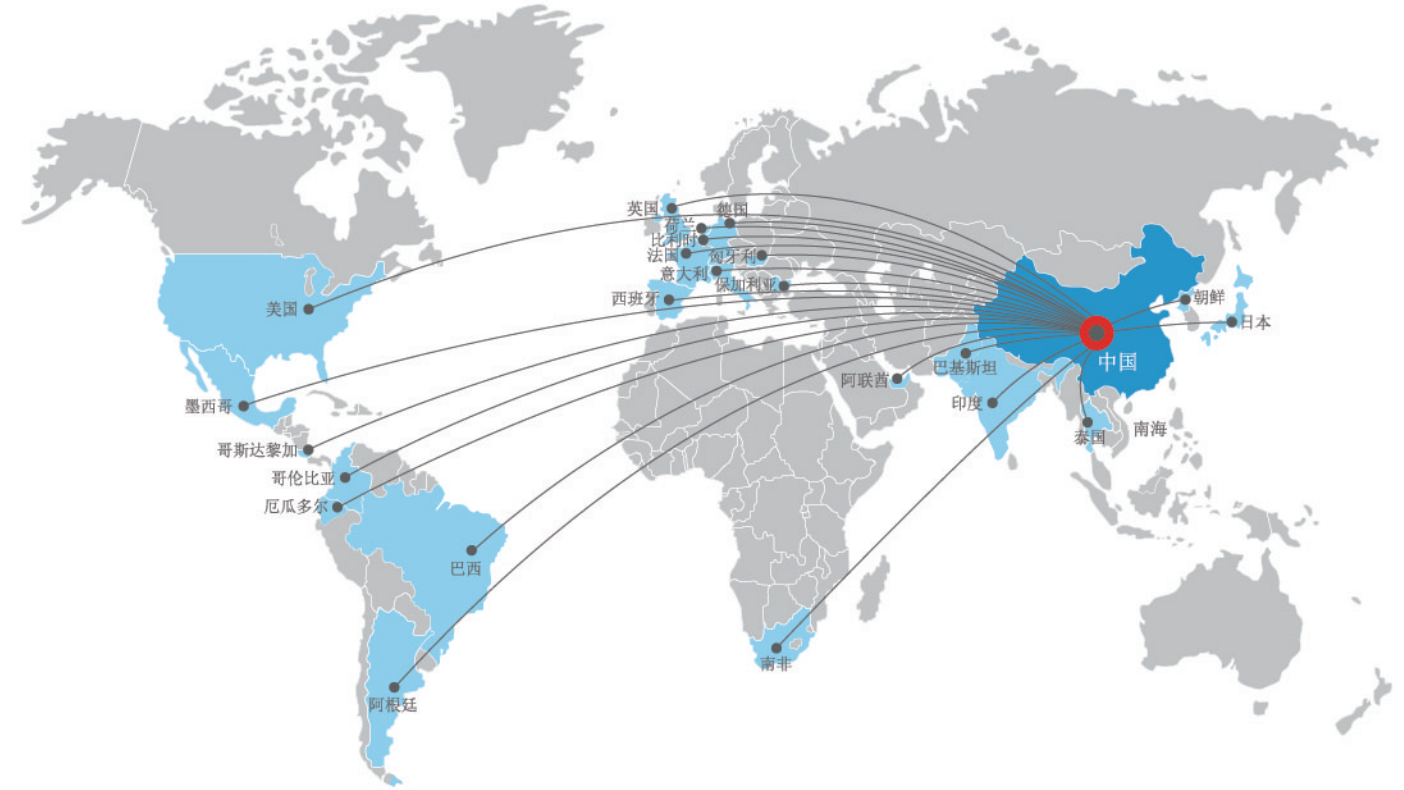 英国
德国
荷兰
比利时
法国
匈牙利
意大利
保加利亚
西班牙
美国
朝鲜
日本
中国
巴基斯坦
阿联酋
墨西哥
印度
泰国
南海
哥斯达黎加
哥伦比亚
厄瓜多尔
巴西
南非
阿根廷